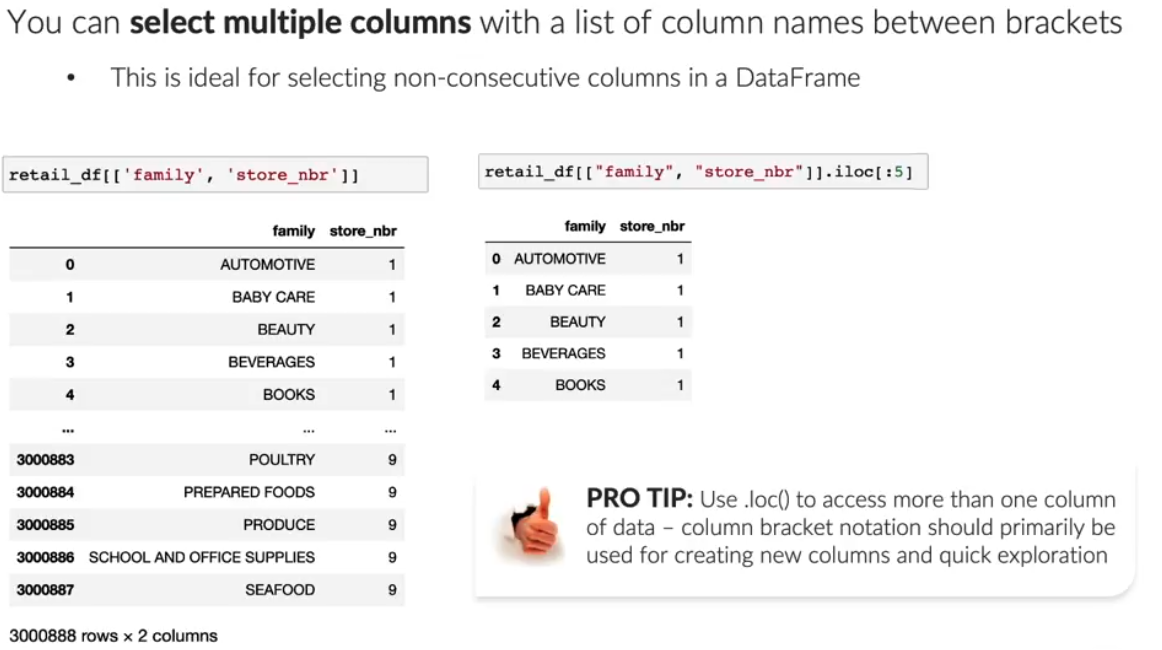 You can select multiple columns with a list of column names between brackets
• This is ideal for selecting non-consecutive columns in a DataFrame
retail_df[['family', 'store_nbr']]
family store_nbr
0 AUTOMOTIVE 1
1 BABY CARE 1
2 BEAUTY 1
3 BEVERAGES 1
4 BOOKS 1
... ... ...
3000883 POULTRY 9
3000884 PREPARED FOODS 9
3000885 PRODUCE 9
3000886 SCHOOL AND OFFICE SUPPLIES 9
3000887 SEAFOOD 9
3000888 rows × 2 columns
retail_df[["family", "store_nbr"]].iloc[:5]
family store_nbr
0 AUTOMOTIVE 1
1 BABY CARE 1
2 BEAUTY 1
3 BEVERAGES 1
4 BOOKS 1
PRO TIP: Use .loc() to access more than one column
of data – column bracket notation should primarily be
used for creating new columns and quick exploration